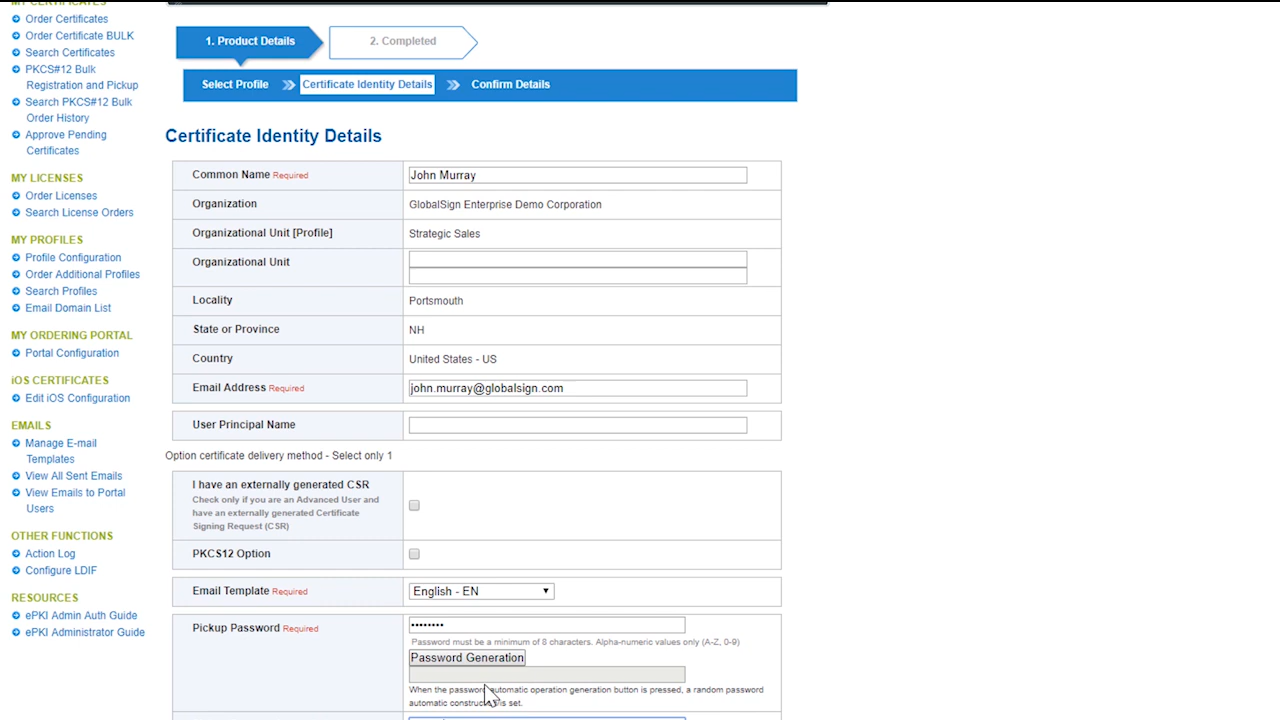 MY CERTIFICATES
Order Certificates
Order Certificate BULK
Search Certificates
PKCS#12 Bulk
Registration and Pickup
Search PKCS#12 Bulk
Order History
Approve Pending
Certificates
MY LICENSES
Order Licenses
Search License Orders
MY PROFILES
Profile Configuration
Order Additional Profiles
Search Profiles
Email Domain List
MY ORDERING PORTAL
Portal Configuration
iOS CERTIFICATES
Edit iOS Configuration
EMAILS
Manage E-mail
Templates
View All Sent Emails
View Emails to Portal
Users
OTHER FUNCTIONS
Action Log
Configure LDIF
RESOURCES
ePKI Admin Auth Guide
ePKI Administrator Guide
1. Product Details
2. Completed
Select Profile
Certificate Identity Details
Confirm Details
Certificate Identity Details
Common Name Required
John Murray
Organization
GlobalSign Enterprise Demo Corporation
Organizational Unit [Profile]
Strategic Sales
Organizational Unit
Locality
Portsmouth
State or Province
NH
Country
United States - US
Email Address Required
john.murray@globalsign.com
User Principal Name
Option certificate delivery method - Select only 1
I have an externally generated CSR
Check only if you are an Advanced User and
have an externally generated Certificate
Signing Request (CSR)
PKCS12 Option
Email Template Required
English - EN
Pickup Password Required
••••••••
Password must be a minimum of 8 characters. Alpha-numeric values only (A-Z, 0-9)
Password Generation
When the password automatic operation generation button is pressed, a random password
automatic is set.